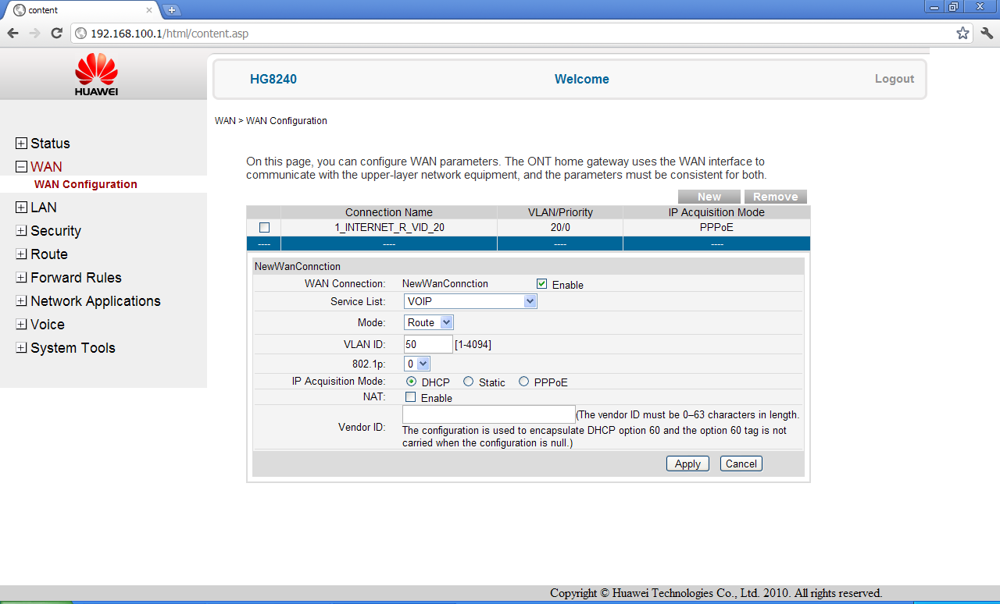 content
192.168.100.1/html/content.asp
HUAWEI
HG8240 Welcome Logout
WAN > WAN Configuration
Status
WAN
WAN Configuration
LAN
Security
Route
Forward Rules
Network Applications
Voice
System Tools
On this page, you can configure WAN parameters. The ONT home gateway uses the WAN interface to
communicate with the upper-layer network equipment, and the parameters must be consistent for both.
New Remove
Connection Name VLAN/Priority IP Acquisition Mode
1_INTERNET_R_VID_20 20/0 PPPoE
---- ---- ---- ----
NewWanConnction
WAN Connection: NewWanConnction Enable
Service List: VOIP
Mode: Route
VLAN ID: 50 [1-4094]
802.1p: 0
IP Acquisition Mode: DHCP Static PPPoE
NAT: Enable
Vendor ID: (The vendor ID must be 0–63 characters in length.
The configuration is used to encapsulate DHCP option 60 and the option 60 tag is not
carried when the configuration is null.)
Apply Cancel
Copyright © Huawei Technologies Co., Ltd. 2010. All rights reserved.